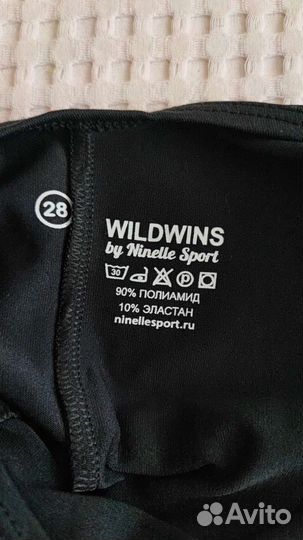 28
WILDWINS
by Ninelle Sport
30 P
90% ПОЛИАМИД
10% ЭЛАСТАН
ninellesport.ru
Avito